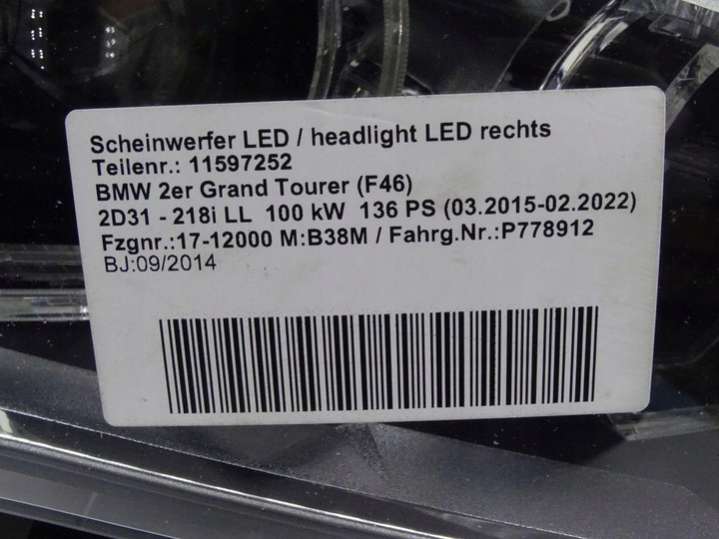 Scheinwerfer LED / headlight LED rechts
Teilenr.: 11597252
BMW 2er Grand Tourer (F46)
2D31 - 218i LL 100 kW 136 PS (03.2015-02.2022)
Fzgnr.:17-12000 M:B38M / Fahrg.Nr.:P778912
BJ:09/2014